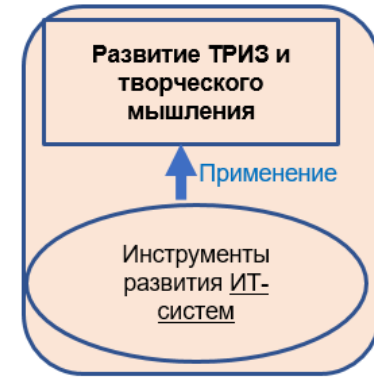 Развитие ТРИЗ и
творческого
мышления
Применение
Инструменты
развития ИТ-
систем